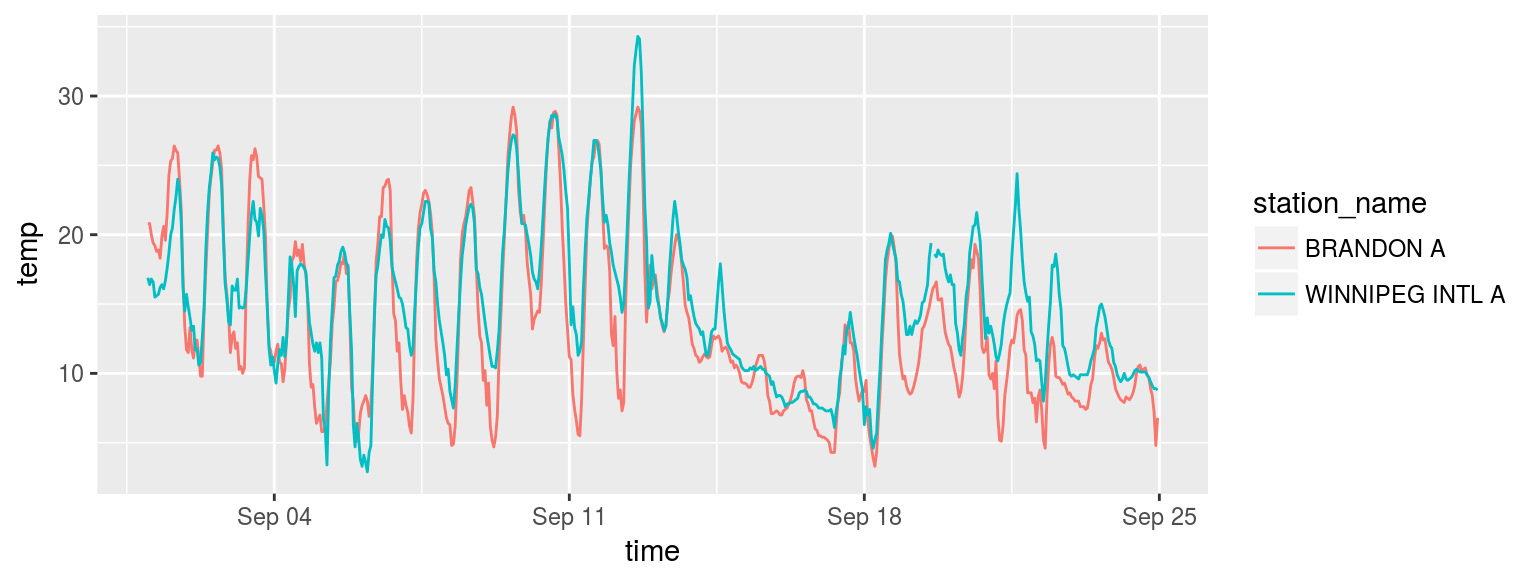 temp
30
20
10
Sep 04
Sep 11
Sep 18
Sep 25
time
station_name
BRANDON A
WINNIPEG INTL A